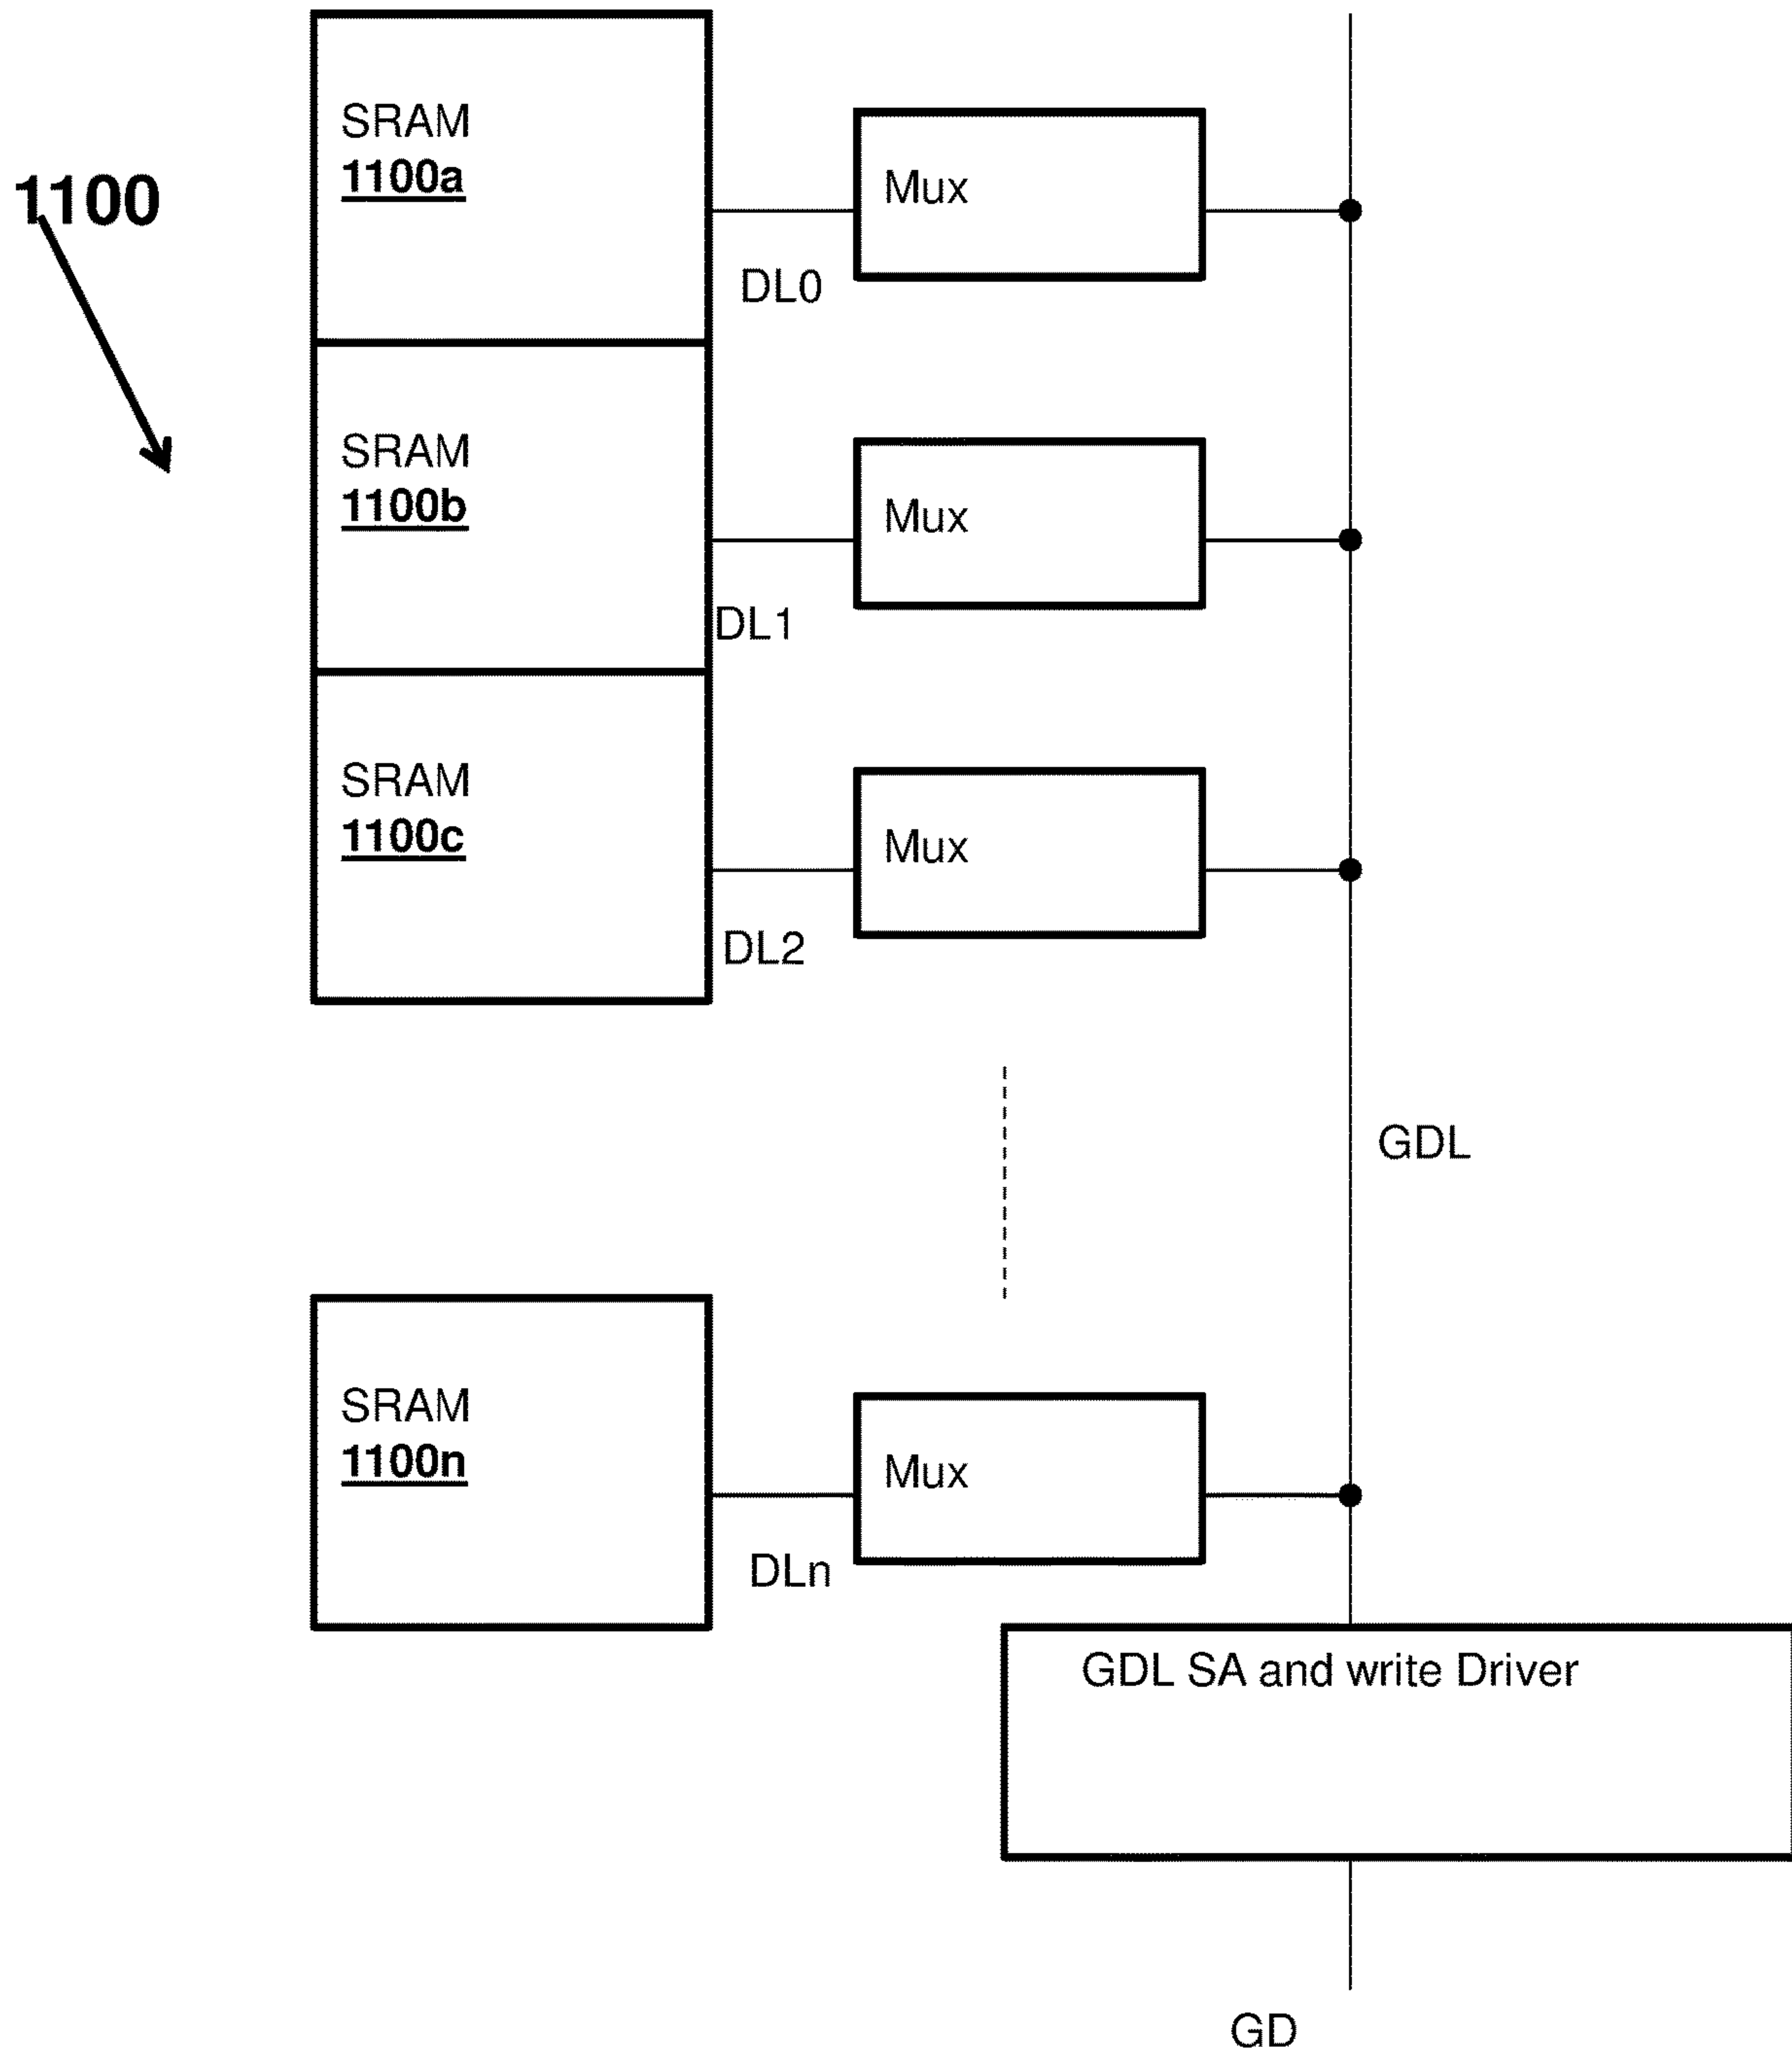 1100
SRAM
1100a
Mux
DL0
SRAM
1100b
Mux
DL1
SRAM
1100c
Mux
DL2
GDL
SRAM
1100n
Mux
DLn
GDL SA and write Driver
GD